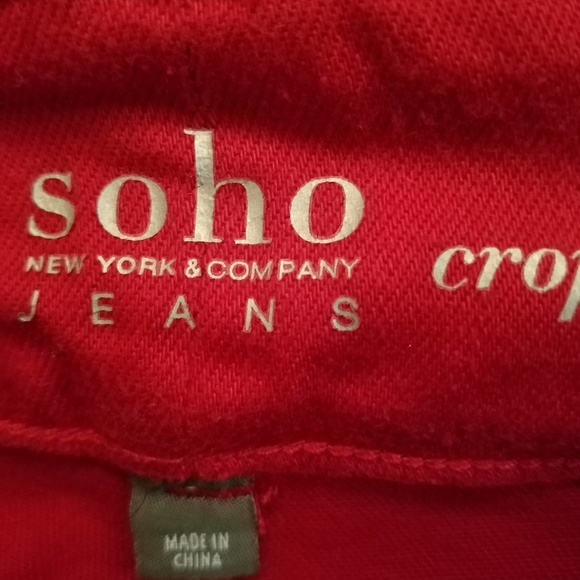 soho
NEW YORK & COMPANY
JEANS
crop
MADE IN
CHINA